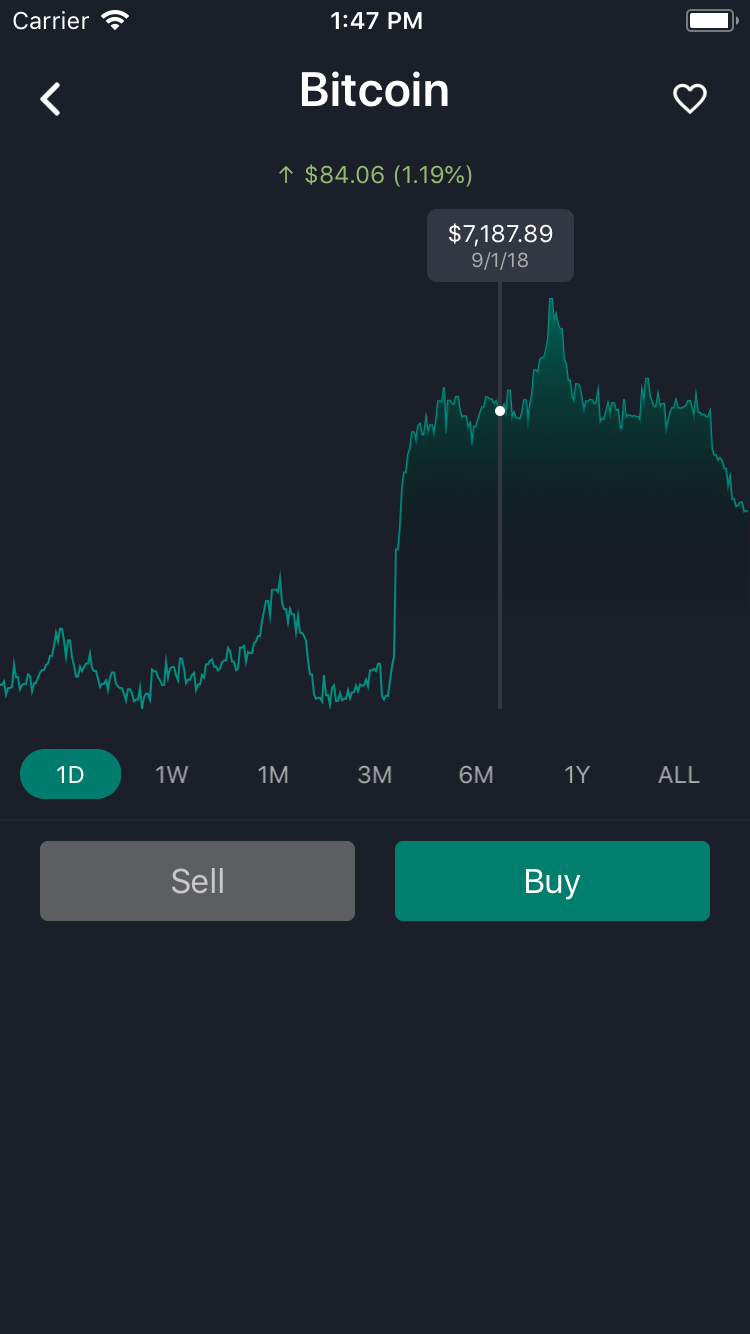 Carrier 1:47 PM
Bitcoin
↑ $84.06 (1.19%)
$7,187.89
9/1/18
1D 1W 1M 3M 6M 1Y ALL
Sell Buy